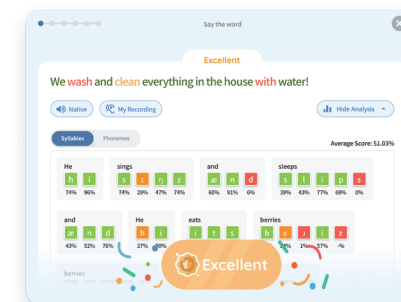 Say the word
Excellent
We wash and clean everything in the house with water!
Native My Recording Hide Analysis
Syllables Phonemes Average Score: 51.03%
He sings and sleeps
h i s ɪ ŋ z æ n d s l i p s
74% 96% 74% 29% 47% 74% 60% 91% 6% 39% 43% 77% 69% 0%
and He eats berries
æ n d h i i t s b ɹ i z
43% 52% 76% 27% 1% 57% -%
Excellent
berries